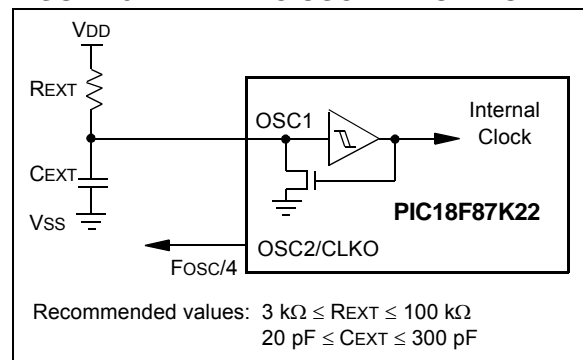 VDD
REXT
OSC1
Internal
Clock
CEXT
PIC18F87K22
VSS
OSC2/CLKO
FOSC/4
Recommended values: 3 kΩ ≤ REXT ≤ 100 kΩ
20 pF ≤ CEXT ≤ 300 pF